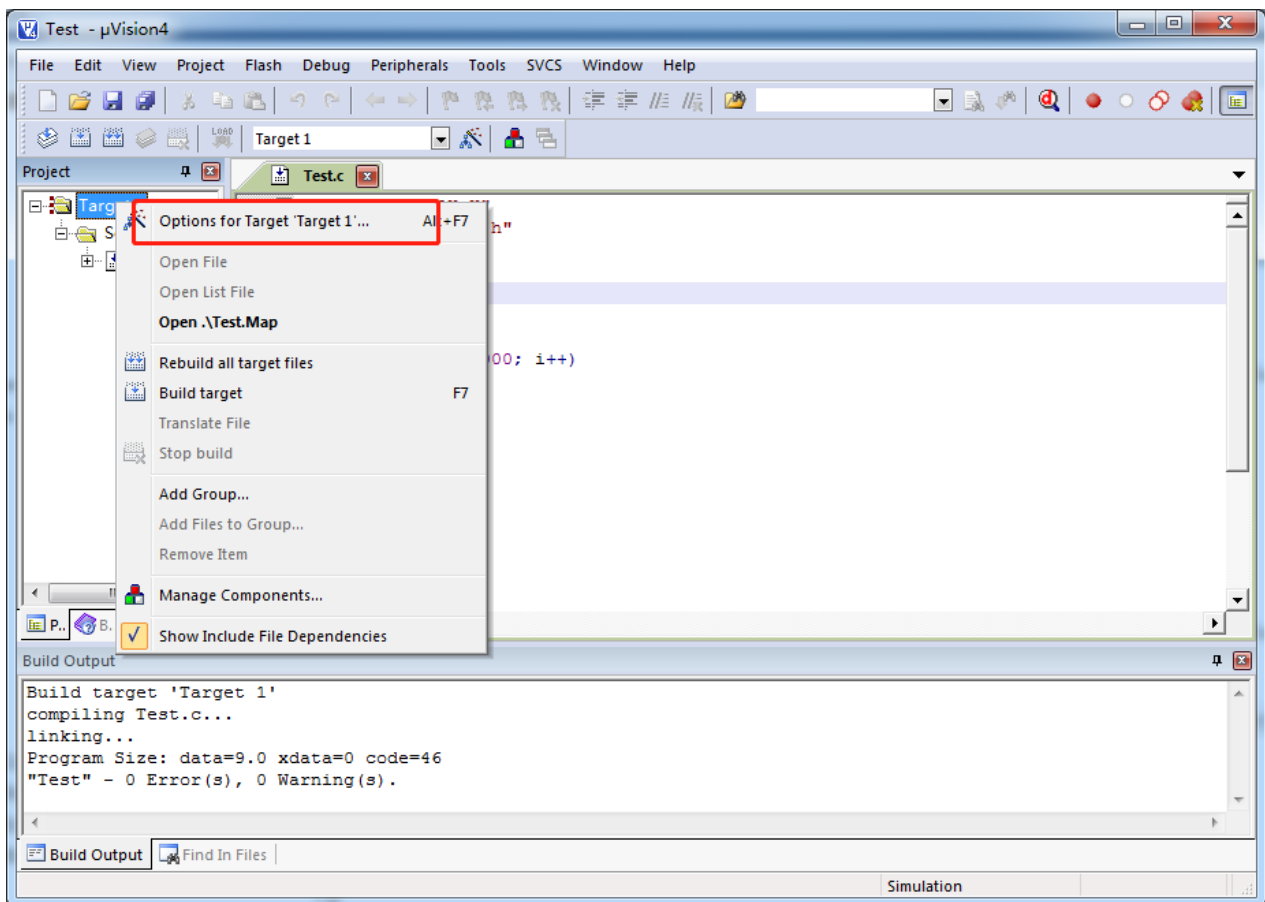 Test - µVision4
File Edit View Project Flash Debug Peripherals Tools SVCS Window Help
LOAD Target 1
Project
Test.c
Targ
Options for Target 'Target 1'... Alt+F7
h"
S
Open File
Open List File
Open .\Test.Map
Rebuild all target files
00; i++)
Build target F7
Translate File
Stop build
Add Group...
Add Files to Group...
Remove Item
Manage Components...
P.. B.
Show Include File Dependencies
Build Output
Build target 'Target 1'
compiling Test.c...
linking...
Program Size: data=9.0 xdata=0 code=46
"Test" - 0 Error(s), 0 Warning(s).
Build Output Find In Files
Simulation